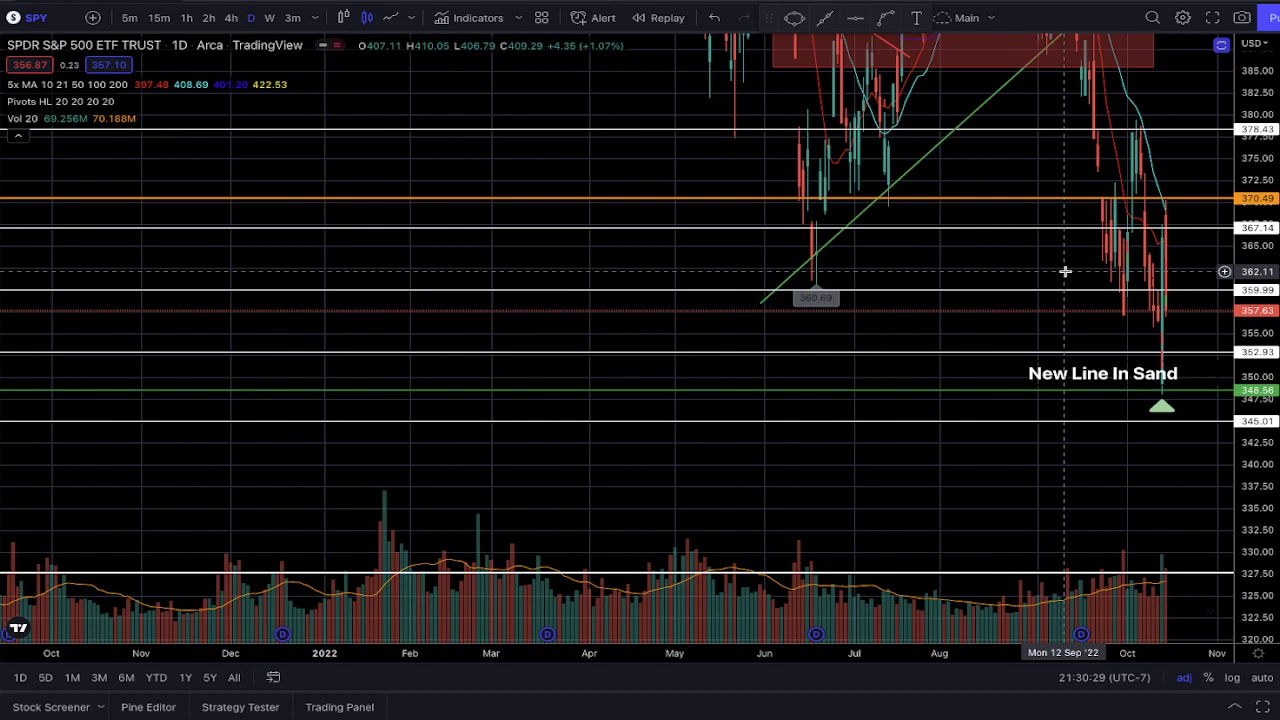 S SPY 5m 15m 1h 2h 4h D W 3m Indicators Alert Replay Main
SPDR S&P 500 ETF TRUST · 1D · Arca · TradingView O407.11 H410.05 L406.79 C409.29 +4.35 (+1.07%) USD
356.87 0.23 357.10
5x MA 10 21 50 100 200 397.48 408.69 401.20 422.53
Pivots HL 20 20 20 20
Vol 20 69.256M 70.188M
385.00
382.50
380.00
378.43
375.00
372.50
370.49
367.14
365.00
362.11
359.99
360.69
357.63
355.00
352.93
350.00
New Line In Sand
348.56
347.50
345.01
342.50
340.00
337.50
335.00
332.50
330.00
327.50
325.00
322.50
320.00
D D D D
Oct Nov Dec 2022 Feb Mar Apr May Jun Jul Aug Mon 12 Sep '22 Oct Nov
1D 5D 1M 3M 6M YTD 1Y 5Y All 21:30:29 (UTC-7) adj % log auto
Stock Screener Pine Editor Strategy Tester Trading Panel